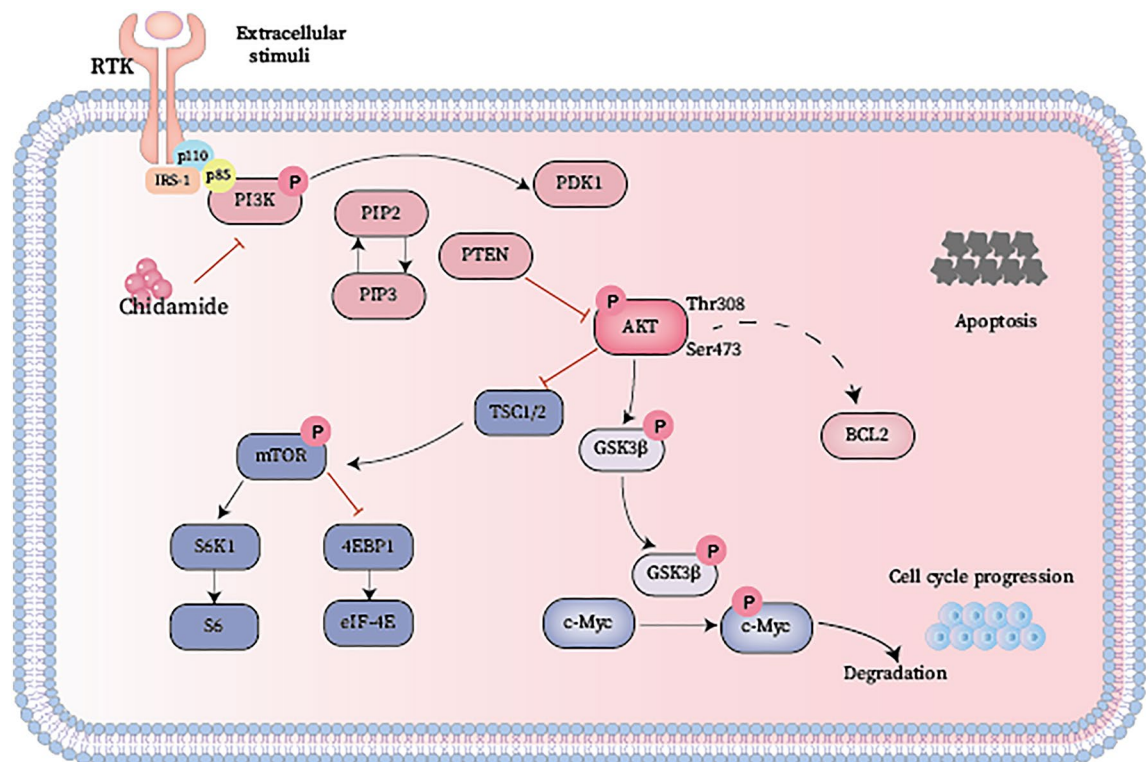 Extracellular
stimuli
RTK
p110
IRS-1
p85
PI3K
P
PDK1
PIP2
PIP3
PTEN
Chidamide
P
AKT
Thr308
Ser473
Apoptosis
TSC1/2
P
GSK3β
BCL2
P
mTOR
S6K1
4EBP1
P
GSK3β
S6
eIF-4E
c-Myc
P
c-Myc
Cell cycle progression
Degradation